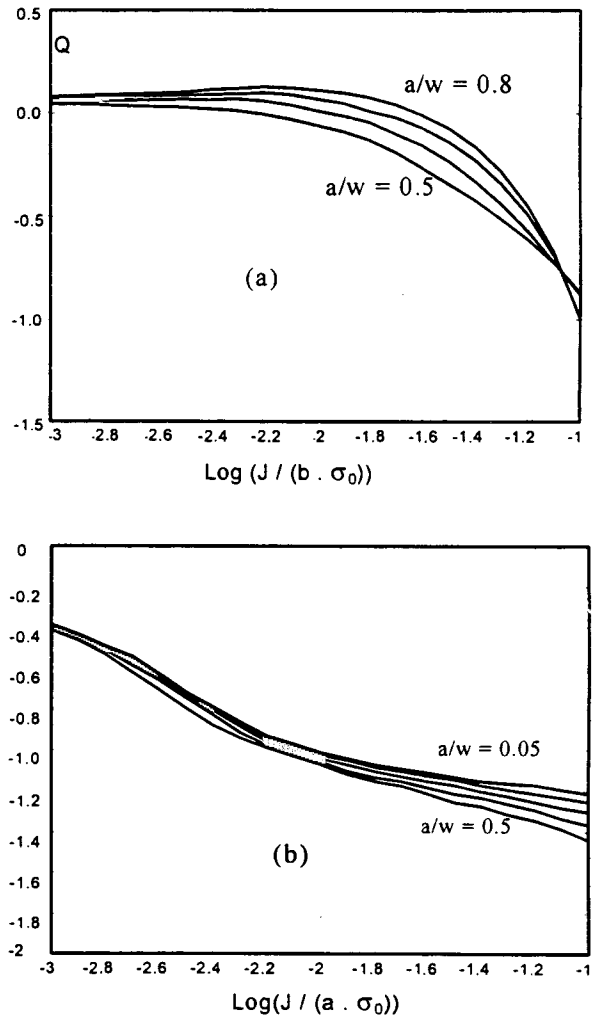 0.5
Q
a/w = 0.8
0.0
a/w = 0.5
-0.5
(a)
-1.0
-1.5
-3 -2.8 -2.6 -2.4 -2.2 -2 -1.8 -1.6 -1.4 -1.2 -1
Log (J / (b . σ₀))
0
-0.2
-0.4
-0.6
-0.8
-1.0
a/w = 0.05
-1.2
a/w = 0.5
-1.4
(b)
-1.6
-1.8
-2
-3 -2.8 -2.6 -2.4 -2.2 -2 -1.8 -1.6 -1.4 -1.2 -1
Log(J / (a . σ₀))